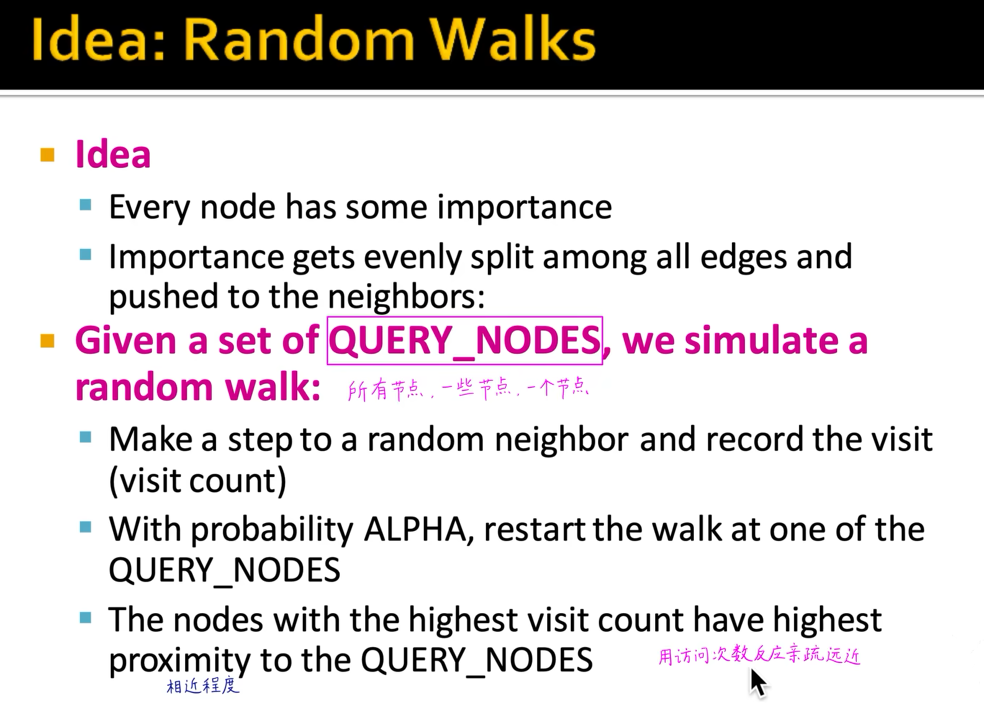 Idea: Random Walks
Idea
Every node has some importance
Importance gets evenly split among all edges and
pushed to the neighbors:
Given a set of QUERY_NODES, we simulate a
random walk:
所有节点、一些节点、一个节点
Make a step to a random neighbor and record the visit
(visit count)
With probability ALPHA, restart the walk at one of the
QUERY_NODES
The nodes with the highest visit count have highest
proximity to the QUERY_NODES
用访问次数反应亲疏远近
相近程度